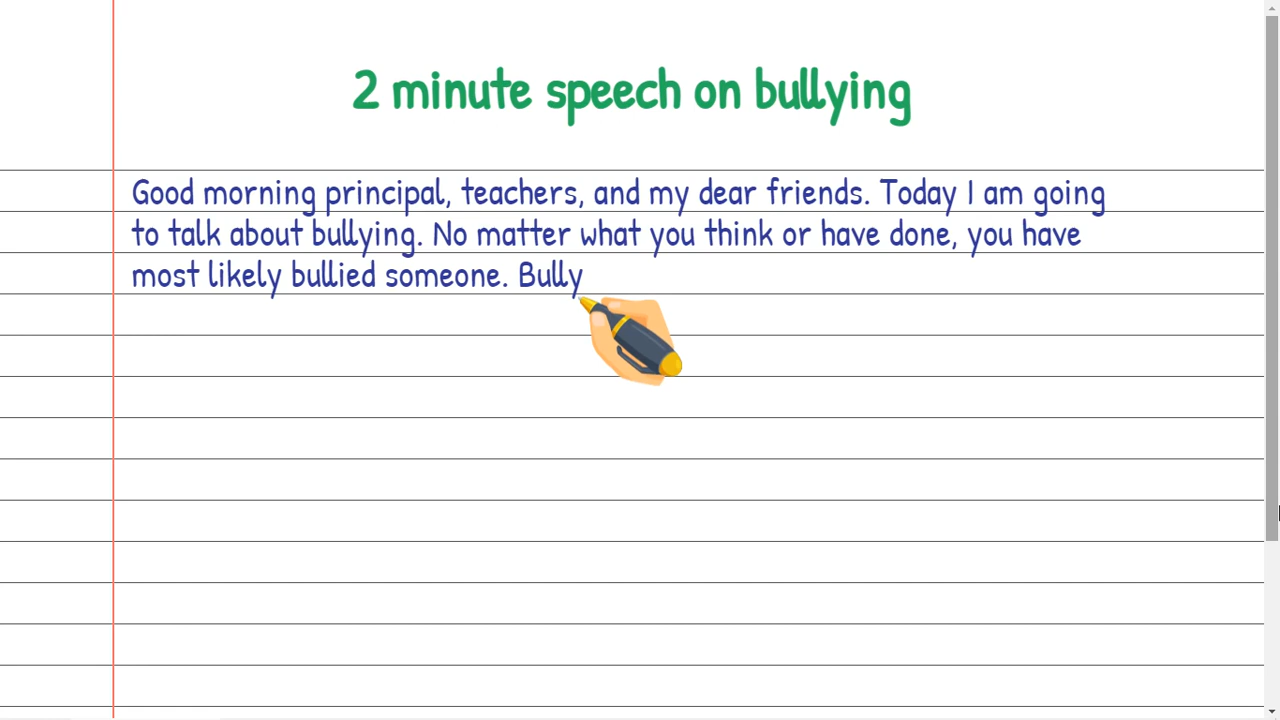 2 minute speech on bullying
Good morning principal, teachers, and my dear friends. Today I am going
to talk about bullying. No matter what you think or have done, you have
most likely bullied someone. Bully